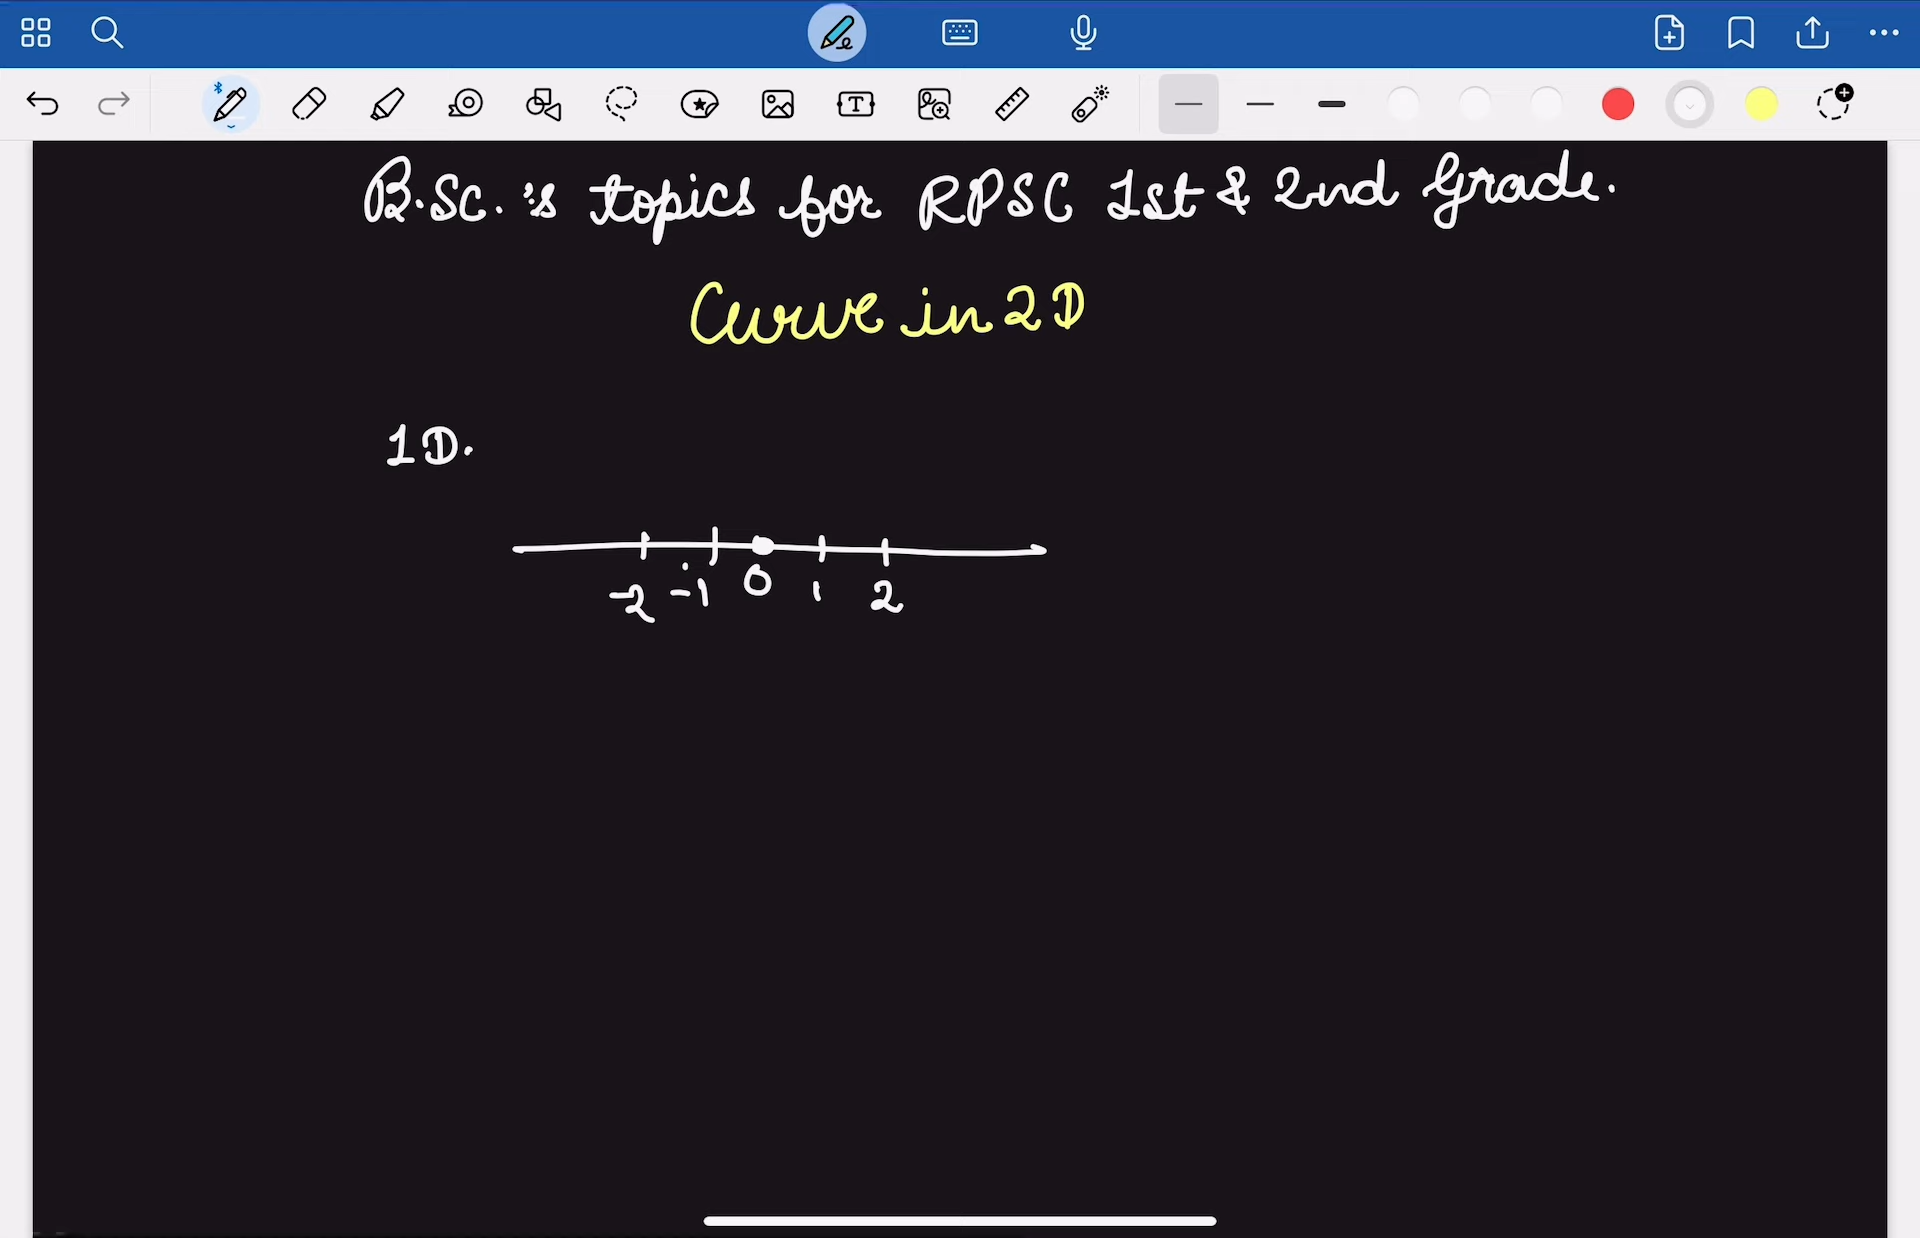 B.Sc.'s topics for RPSC 1st & 2nd Grade.
Curve in 2D
1D.
-2 -1 0 1 2